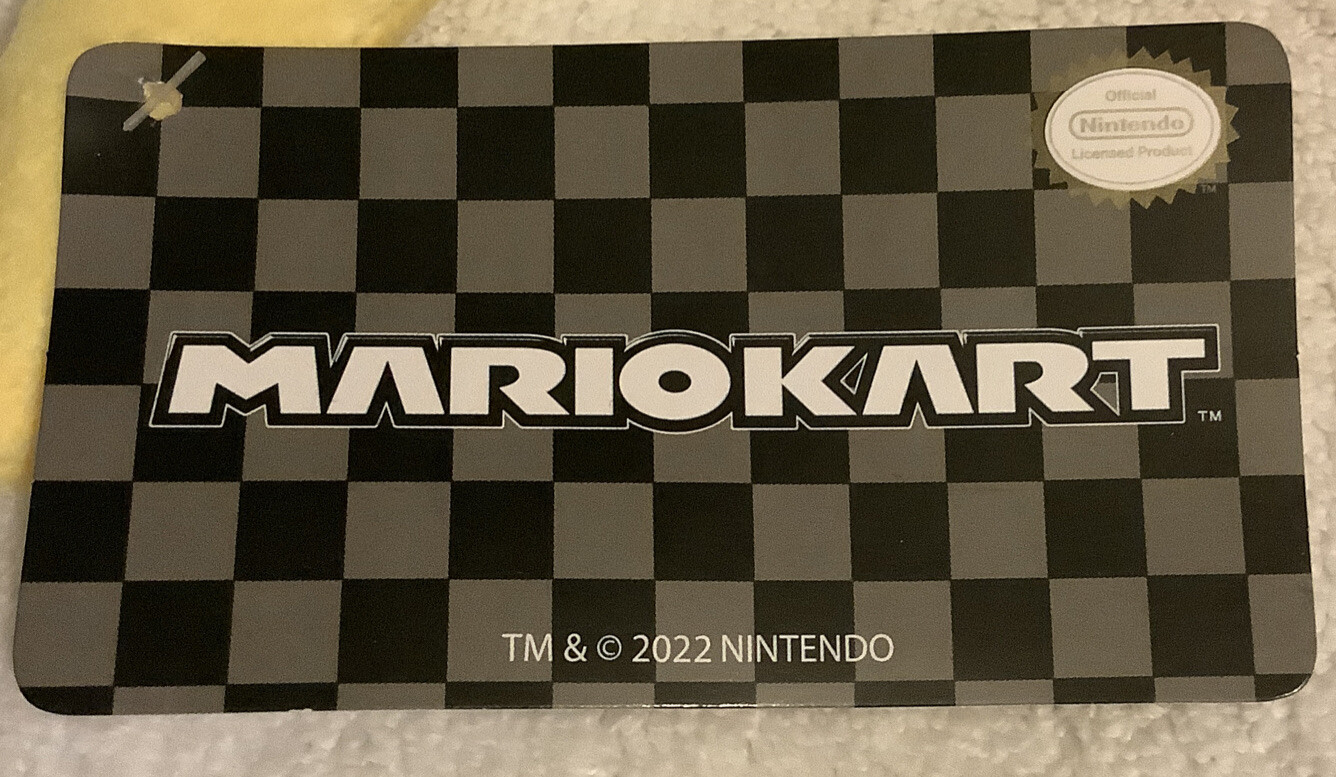 Official
Nintendo
Licensed Product
TM
MARIOKART
TM
TM & © 2022 NINTENDO